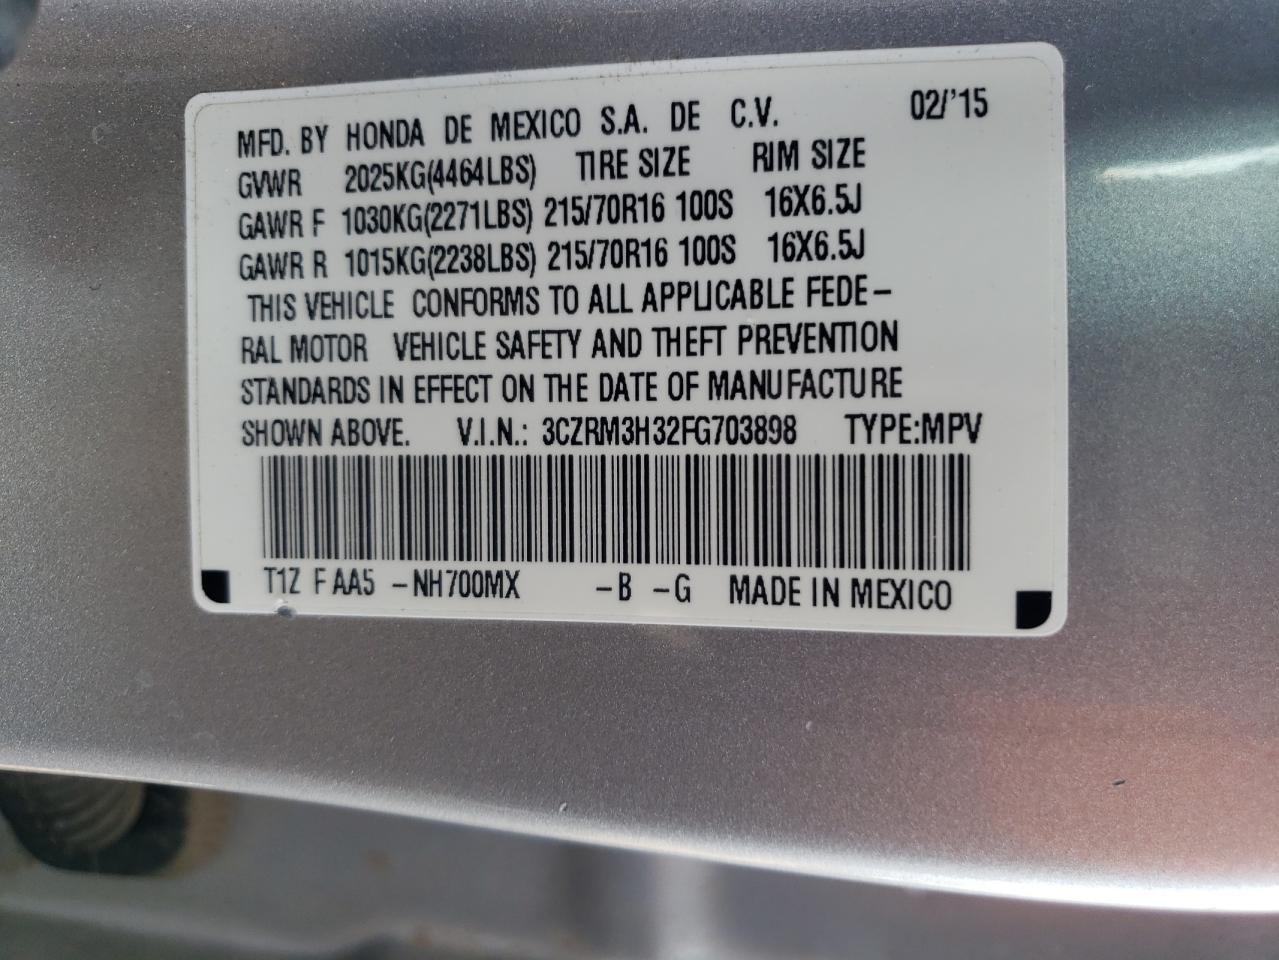 MFD. BY HONDA DE MEXICO S.A. DE C.V. 02/'15
GVWR 2025KG(4464LBS) TIRE SIZE RIM SIZE
GAWR F 1030KG(2271LBS) 215/70R16 100S 16X6.5J
GAWR R 1015KG(2238LBS) 215/70R16 100S 16X6.5J
THIS VEHICLE CONFORMS TO ALL APPLICABLE FEDE-
RAL MOTOR VEHICLE SAFETY AND THEFT PREVENTION
STANDARDS IN EFFECT ON THE DATE OF MANUFACTURE
SHOWN ABOVE. V.I.N.: 3CZRM3H32FG703898 TYPE:MPV
T1Z F AA5 -NH700MX -B -G MADE IN MEXICO